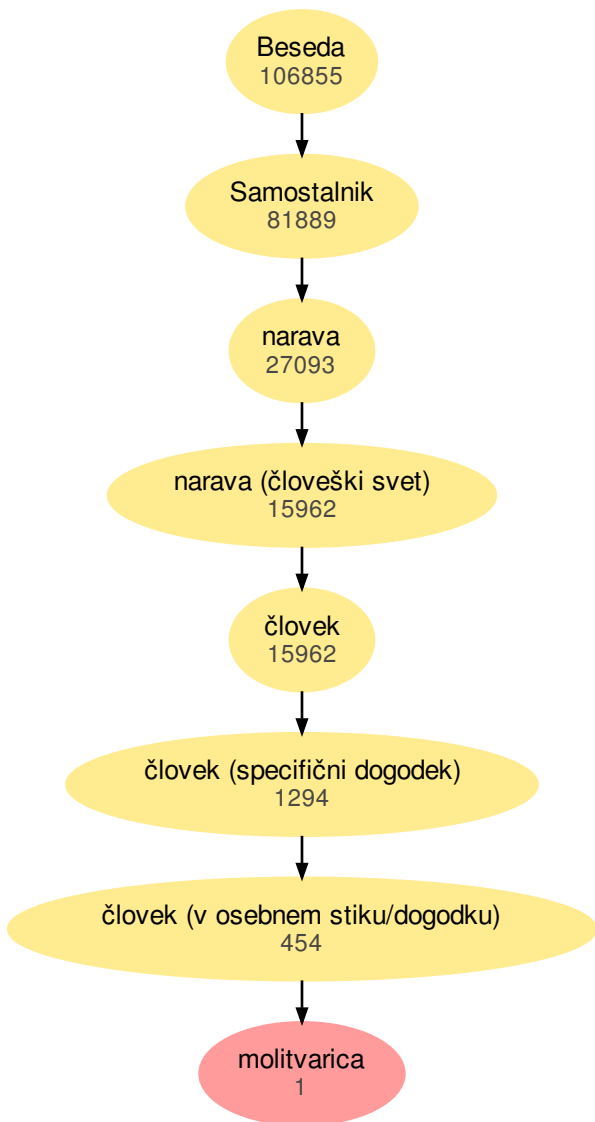 Beseda
106855
Samostalnik
81889
narava
27093
narava (človeški svet)
15962
človek
15962
človek (specifični dogodek)
1294
človek (v osebnem stiku/dogodku)
454
molitvarica
1